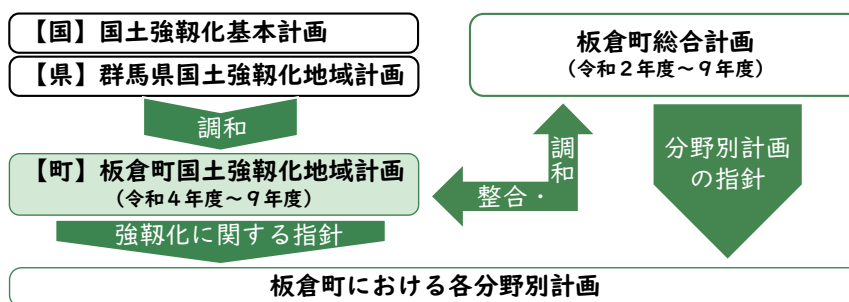 【国】国土強靱化基本計画
【県】群馬県国土強靱化地域計画
調和
【町】板倉町国土強靱化地域計画
（令和４年度～９年度）
強靱化に関する指針
板倉町総合計画
（令和２年度～９年度）
整合・
調和
分野別計画
の指針
板倉町における各分野別計画